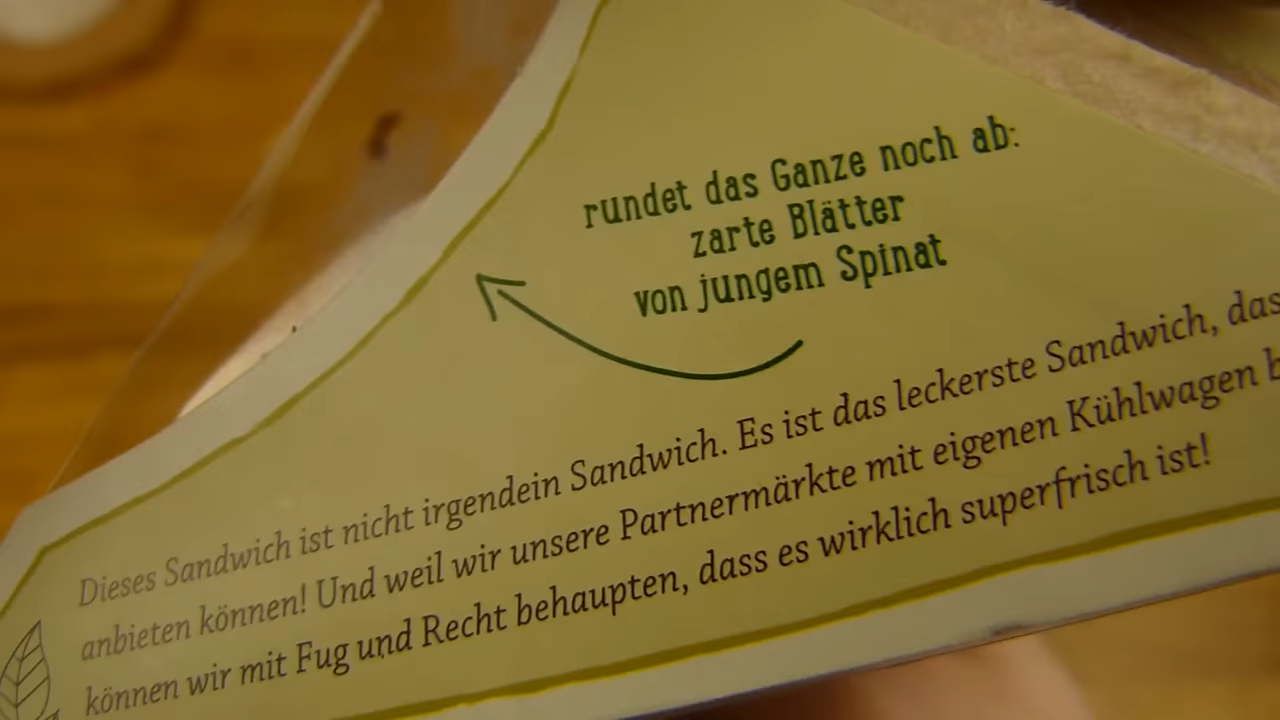 rundet das Ganze noch ab:
zarte Blätter
von jungem Spinat
Dieses Sandwich ist nicht irgendein Sandwich. Es ist das leckerste Sandwich, das
anbieten können! Und weil wir unsere Partnermärkte mit eigenen Kühlwagen
können wir mit Fug und Recht behaupten, dass es wirklich superfrisch ist!